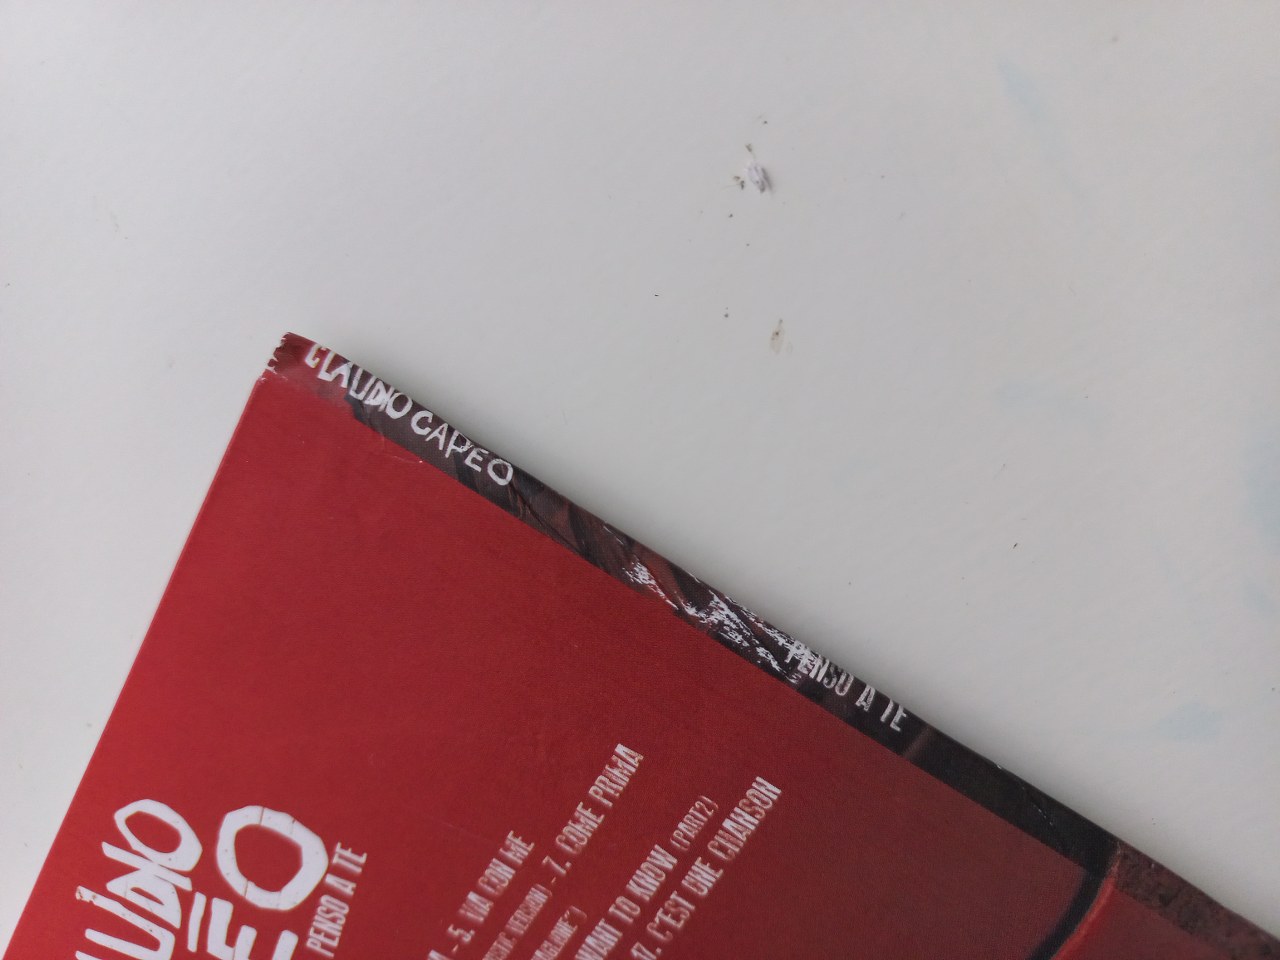 CLAUDIO CAPEO PENSO A TE
PENSO A TE
- 5. VIA CON ME
VERSION) - 7. COME PRIMA
TO KNOW (PART2)
17. C'EST UNE CHANSON